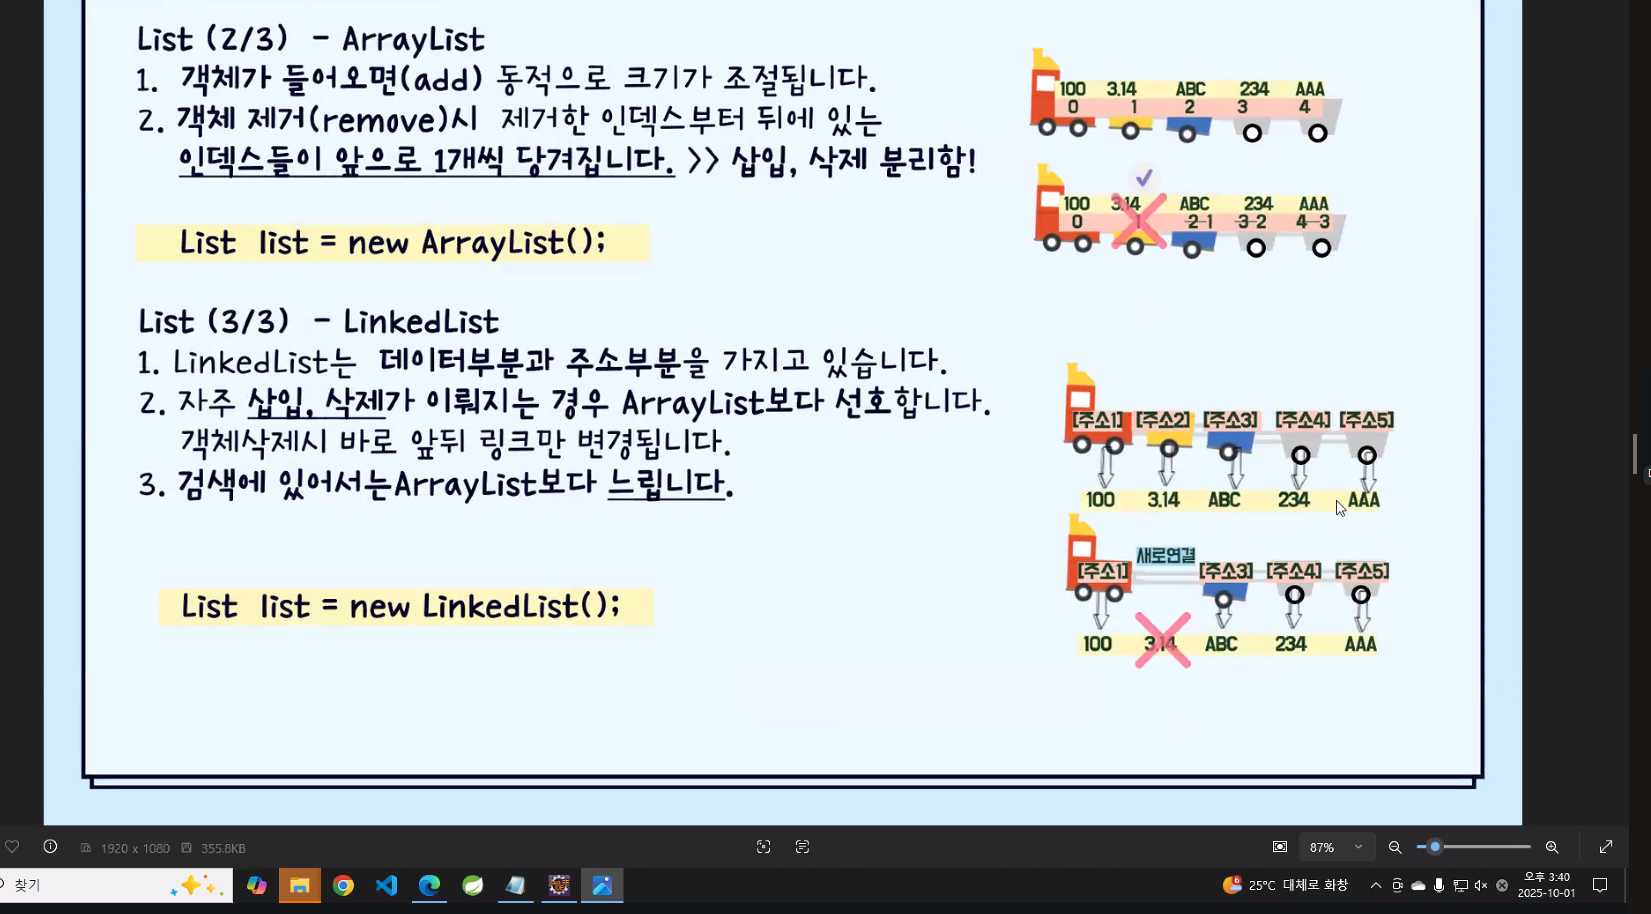 List (2/3) - ArrayList
1. 객체가 들어오면(add) 동적으로 크기가 조절됩니다.
2. 객체 제거(remove)시 제거한 인덱스부터 뒤에 있는
인덱스들이 앞으로 1개씩 당겨집니다. >> 삽입, 삭제 분리함!
List list = new ArrayList();
100 3.14 ABC 234 AAA
0 1 2 3 4
100 3.14 ABC 234 AAA
0 1 2 1 3 2 4 3
List (3/3) - LinkedList
1. LinkedList는 데이터부분과 주소부분을 가지고 있습니다.
2. 자주 삽입, 삭제가 이뤄지는 경우 ArrayList보다 선호합니다.
객체삭제시 바로 앞뒤 링크만 변경됩니다.
3. 검색에 있어서는ArrayList보다 느립니다.
List list = new LinkedList();
[주소1] [주소2] [주소3] [주소4] [주소5]
100 3.14 ABC 234 AAA
새로연결
[주소1] [주소3] [주소4] [주소5]
100 3.14 ABC 234 AAA
1920 x 1080 355.8KB
87%
찾기
6
25°C 대체로 화창
오후 3:40
2025-10-01